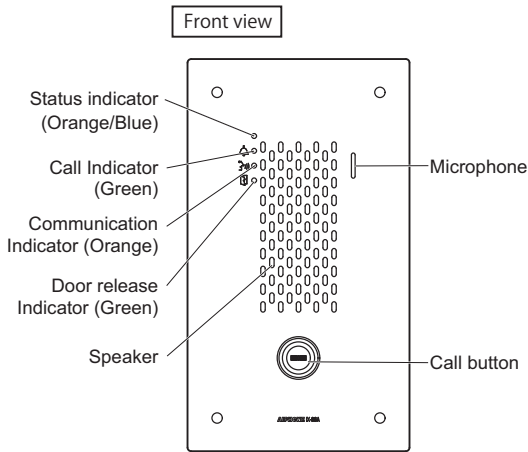 Front view
Status indicator
(Orange/Blue)
Call Indicator
(Green)
Communication
Indicator (Orange)
Door release
Indicator (Green)
Speaker
Microphone
Call button